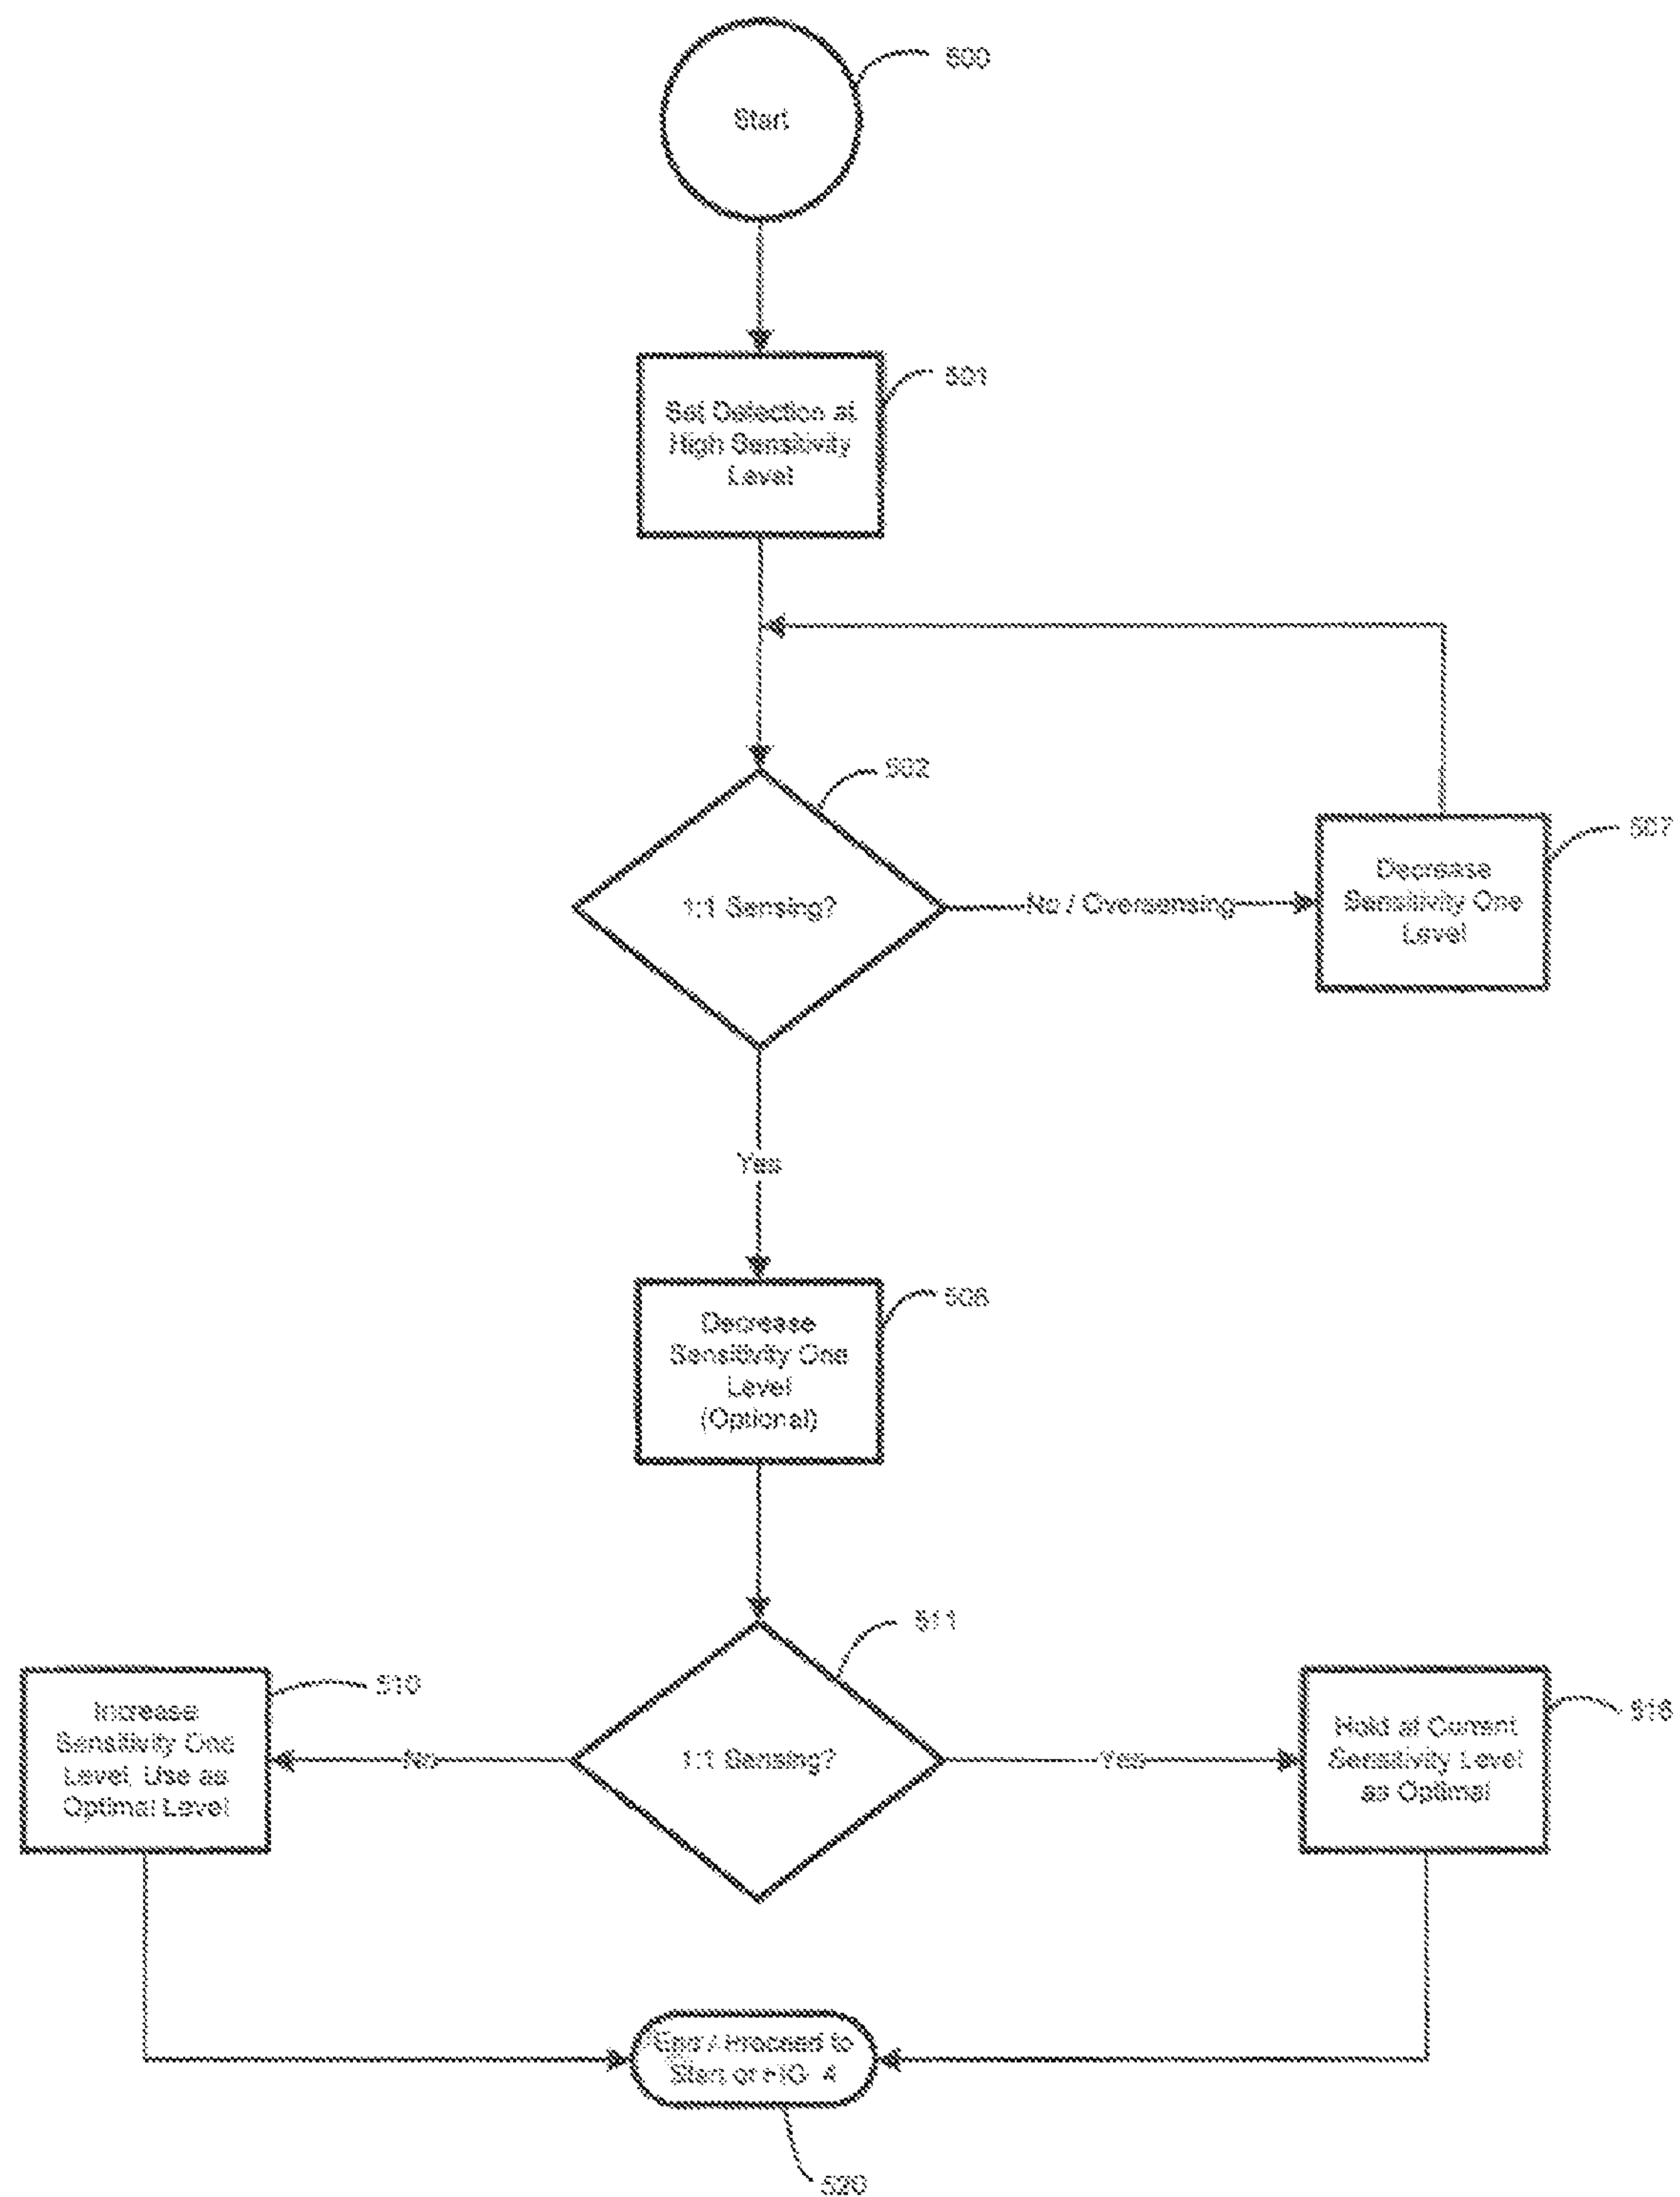 500
Start
501
Set Detection at
High Sensitivity
Level
502
1:1 Sensing?
No / Oversensing
507
Decrease
Sensitivity One
Level
Yes
506
Decrease
Sensitivity One
Level
(Optional)
511
1:1 Sensing?
No
Yes
510
Increase
Sensitivity One
Level, Use as
Optimal Level
516
Hold at Current
Sensitivity Level
as Optimal
End / Proceed to
Start of FIG. 4
520